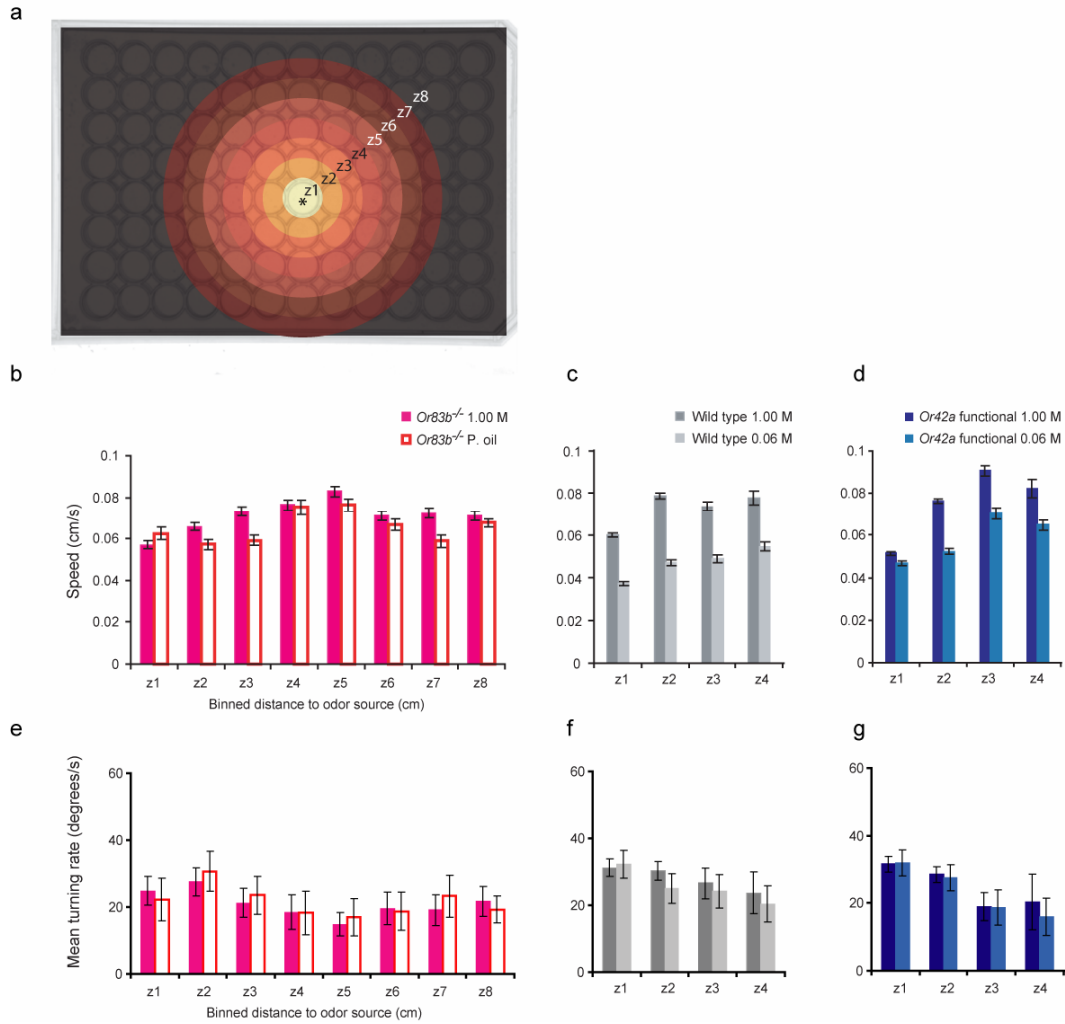 a
z8
z7
z6
z5
z4
z3
z2
z1
*
b
Or83b-/- 1.00 M
Or83b-/- P. oil
Speed (cm/s)
0.1
0.08
0.06
0.04
0.02
0
z1 z2 z3 z4 z5 z6 z7 z8
Binned distance to odor source (cm)
c
Wild type 1.00 M
Wild type 0.06 M
0.1
0.08
0.06
0.04
0.02
0
z1 z2 z3 z4
d
Or42a functional 1.00 M
Or42a functional 0.06 M
0.1
0.08
0.06
0.04
0.02
0
z1 z2 z3 z4
e
Mean turning rate (degrees/s)
60
40
20
0
z1 z2 z3 z4 z5 z6 z7 z8
Binned distance to odor source (cm)
f
60
40
20
0
z1 z2 z3 z4
g
60
40
20
0
z1 z2 z3 z4